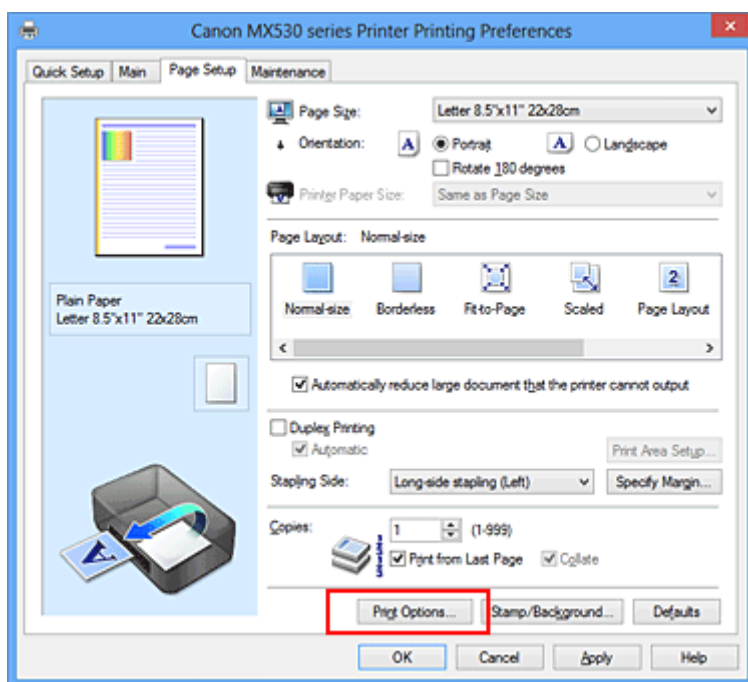 Canon MX530 series Printer Printing Preferences
Quick Setup Main Page Setup Maintenance
Page Size: Letter 8.5"x11" 22x28cm
Orientation: A Portrait A Landscape
Rotate 180 degrees
Printer Paper Size: Same as Page Size
Page Layout: Normal-size
Plain Paper
Letter 8.5"x11" 22x28cm
2
Normal-size Borderless Fit-to-Page Scaled Page Layout
Automatically reduce large document that the printer cannot output
Duplex Printing
Automatic Print Area Setup...
Stapling Side: Long-side stapling (Left) Specify Margin...
Copies: 1 (1-999)
Print from Last Page Collate
A
Print Options... Stamp/Background... Defaults
OK Cancel Apply Help